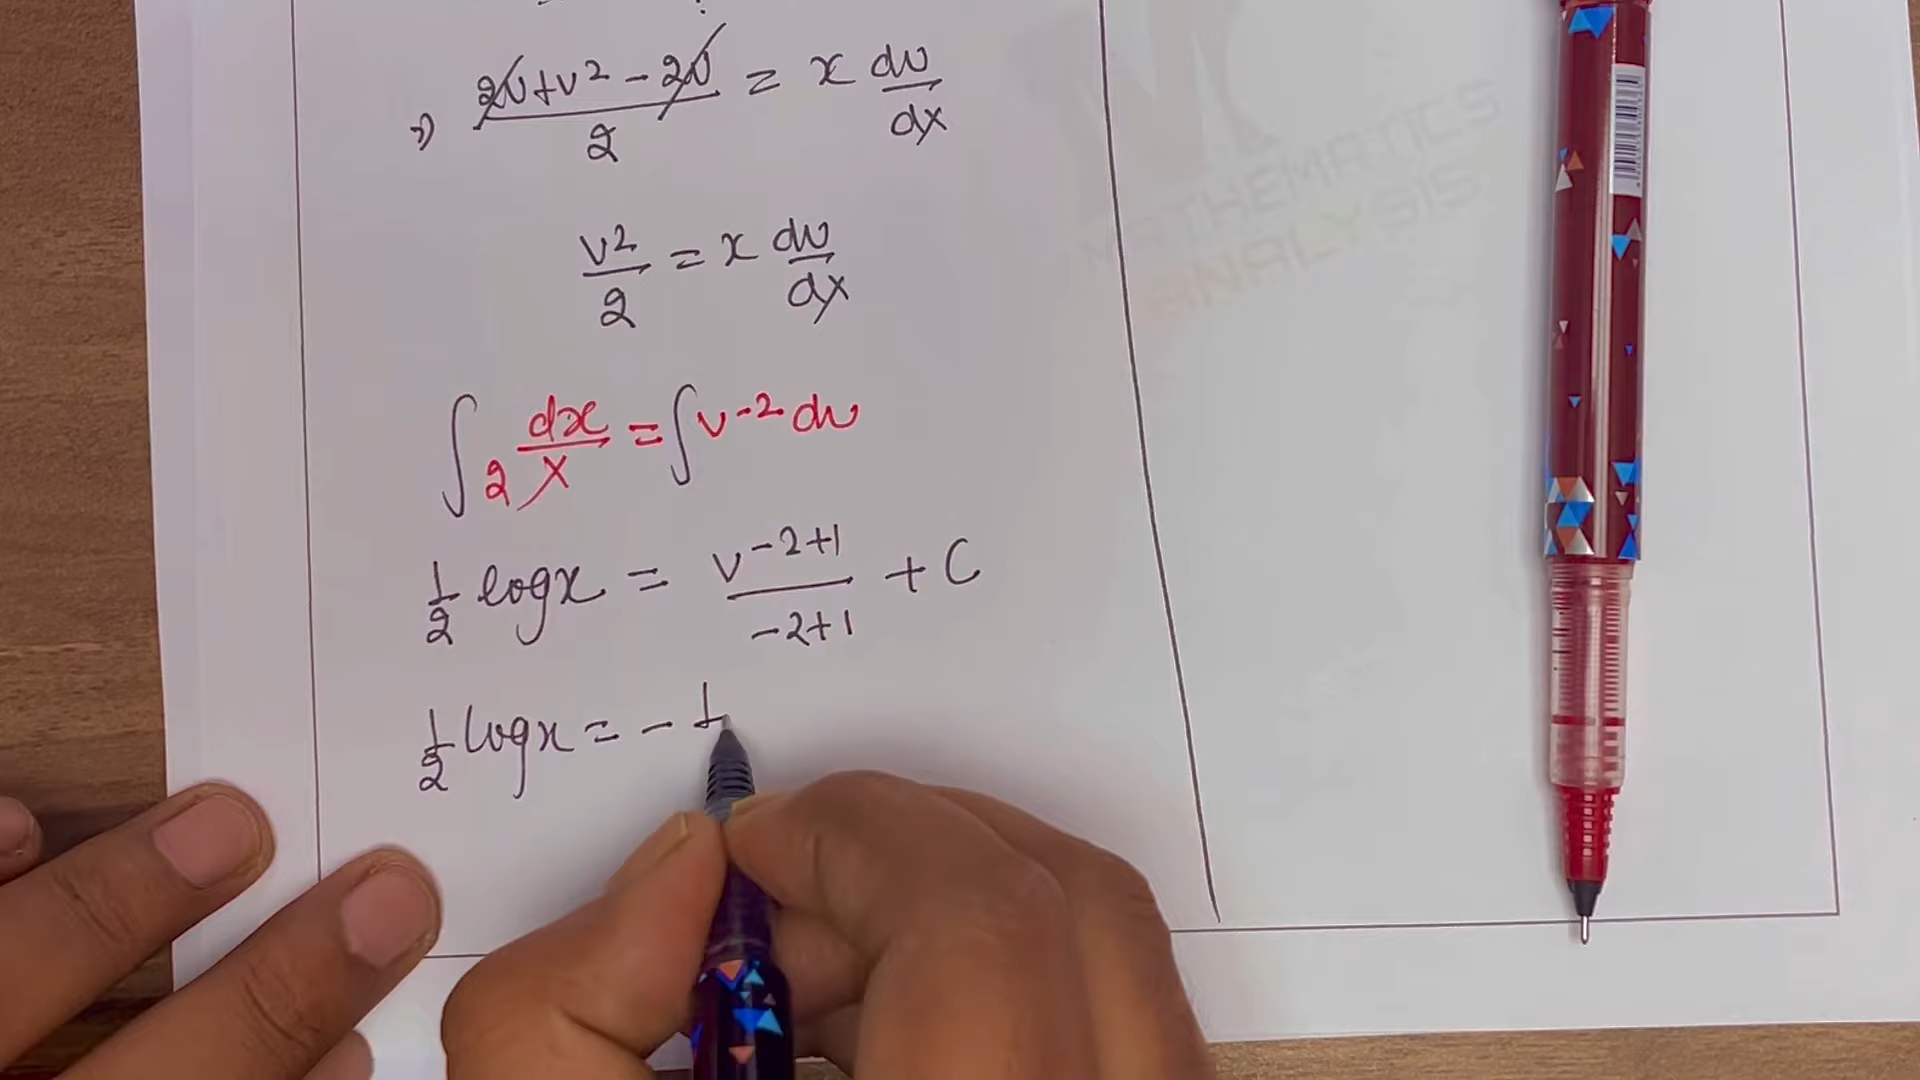 ⇒ (2v + v² - 2v)/2 = x dv/dx
v²/2 = x dv/dx
∫ dx/2x = ∫ v⁻² dv
1/2 log x = v⁻²⁺¹/-2+1 + C
1/2 log x = - 1
MATHEMATICS
ANALYSIS